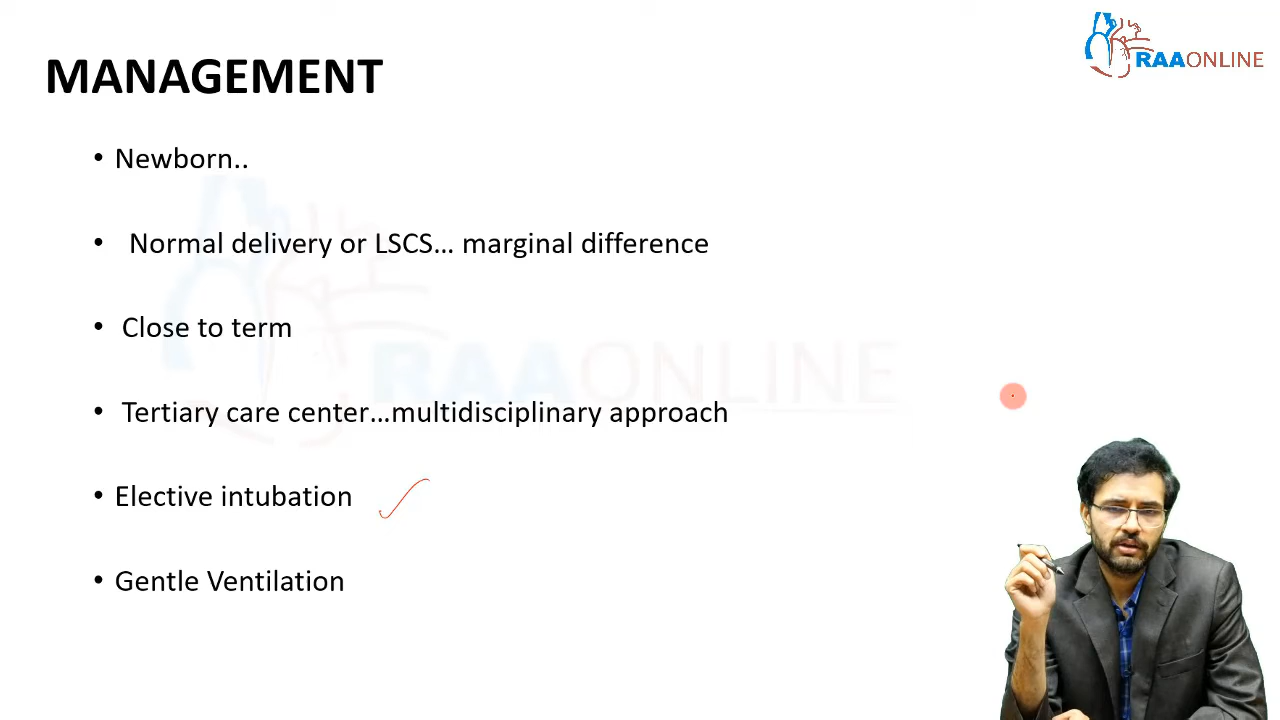 RAAONLINE
MANAGEMENT
• Newborn..
• Normal delivery or LSCS... marginal difference
• Close to term
• Tertiary care center...multidisciplinary approach
• Elective intubation
• Gentle Ventilation
RAAONLINE